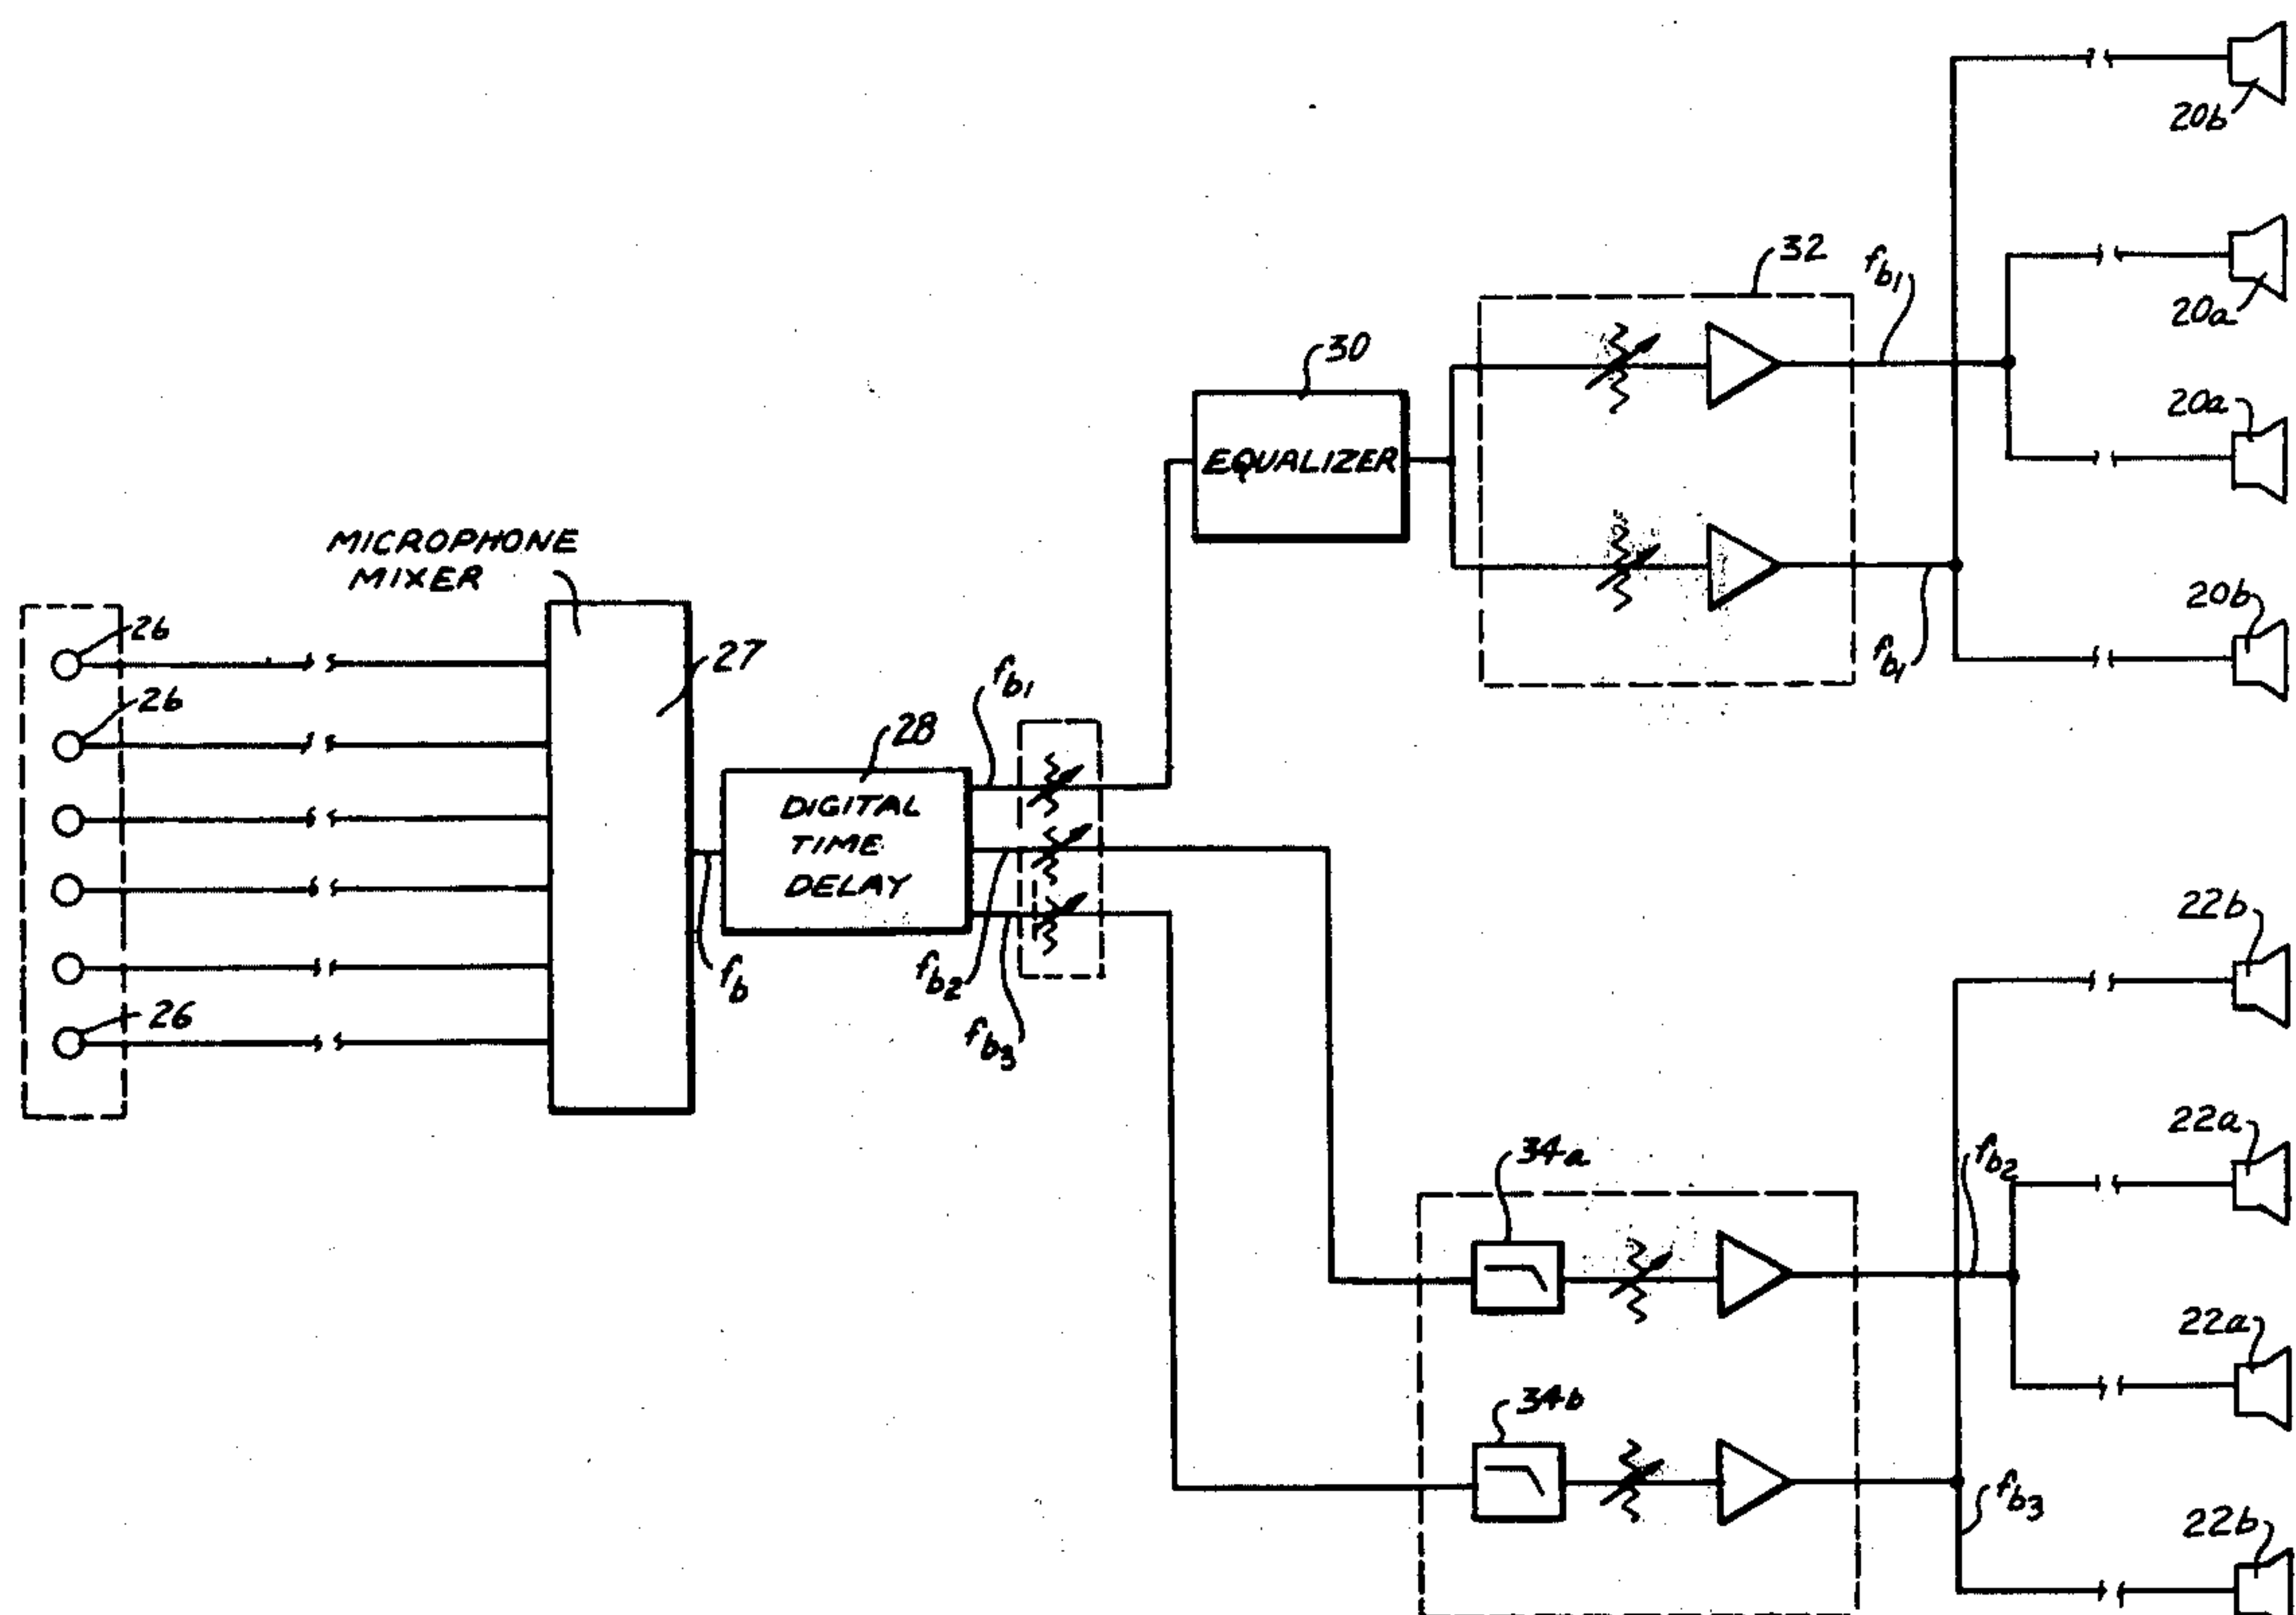 20b
20a
32
fb1
30
20a
EQUALIZER
MICROPHONE
MIXER
20b
26
27
fb1
fb1
26
28
DIGITAL
TIME
DELAY
22b
fb2
fb
26
fb3
22a
34a
fb2
22a
34b
fb3
22b